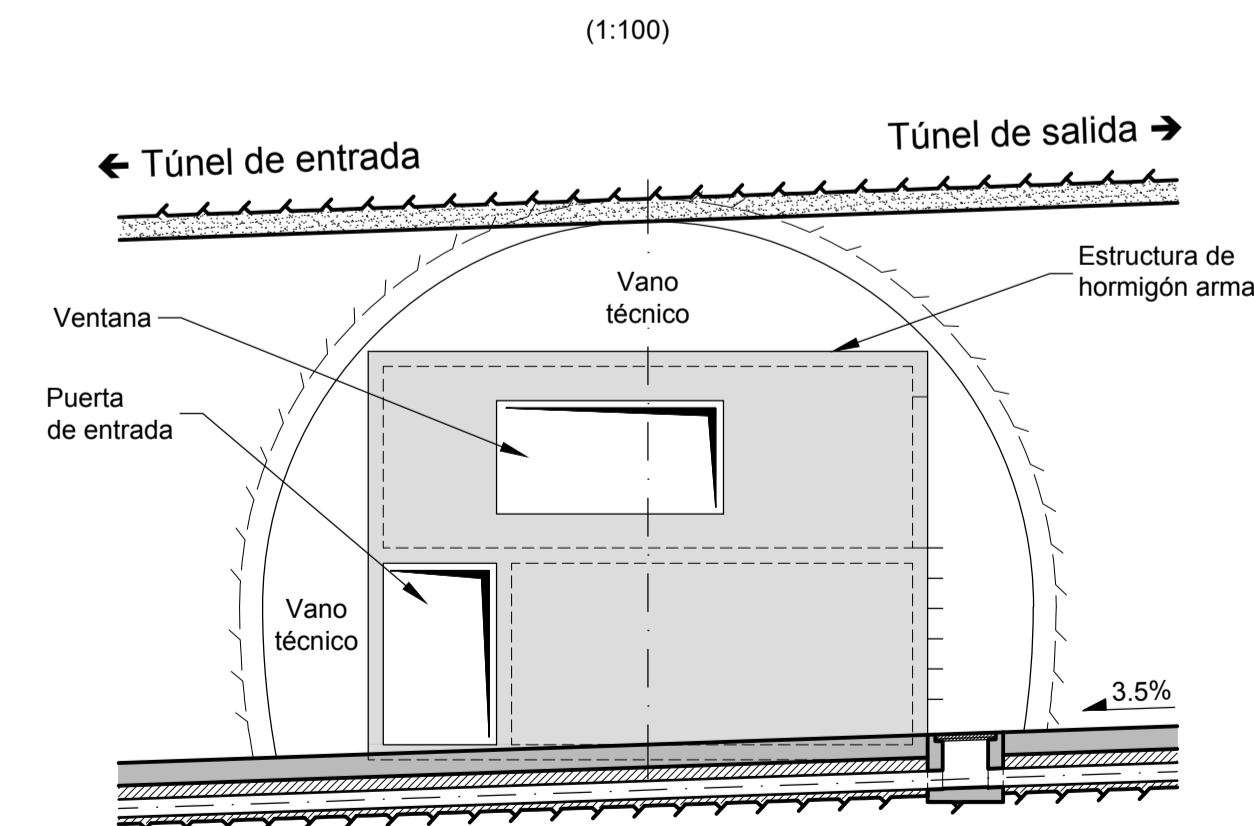 (1:100)
← Túnel de entrada
Túnel de salida →
Estructura de
hormigón arma
Vano
técnico
Ventana
Puerta
de entrada
Vano
técnico
3.5%